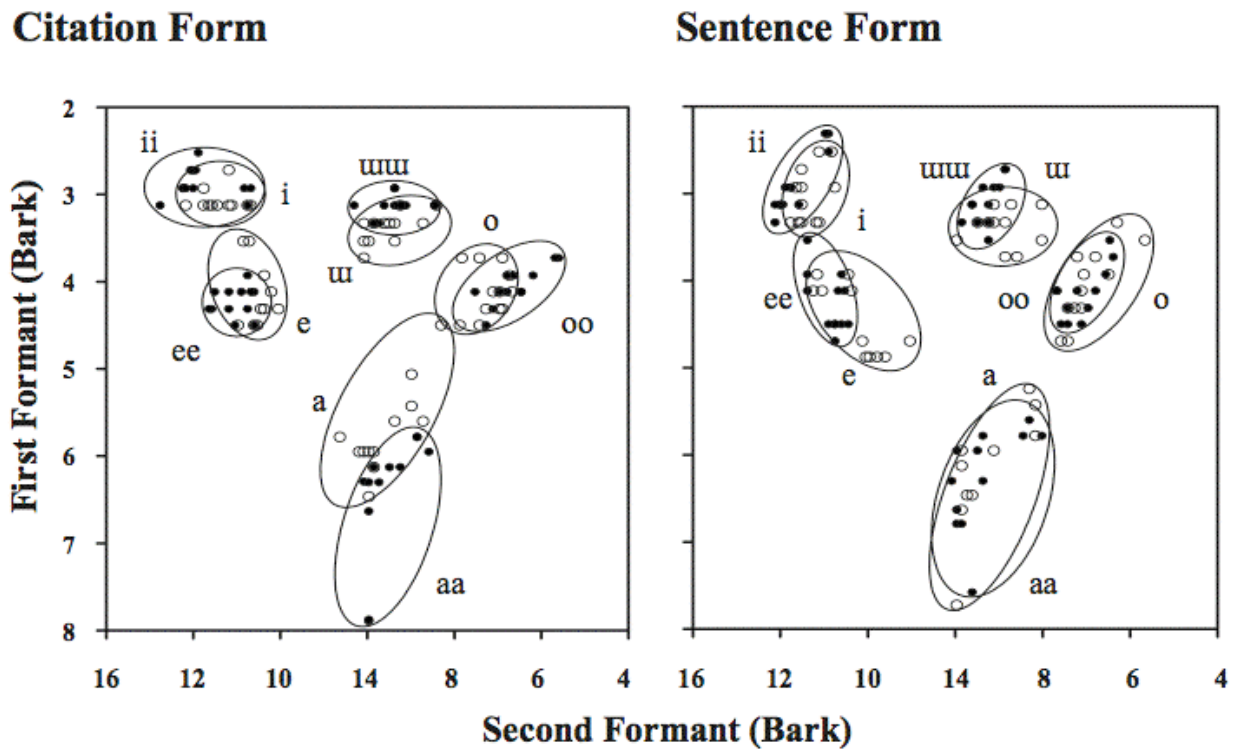 Citation Form
Sentence Form
First Formant (Bark)
2
3
4
5
6
7
8
ii
i
ɯɯ
ɯ
o
oo
e
ee
a
aa
16 12 10 14 8 4
ii
i
ɯɯ
ɯ
ee
e
oo
o
a
aa
16 12 10 14 6 4
Second Formant (Bark)